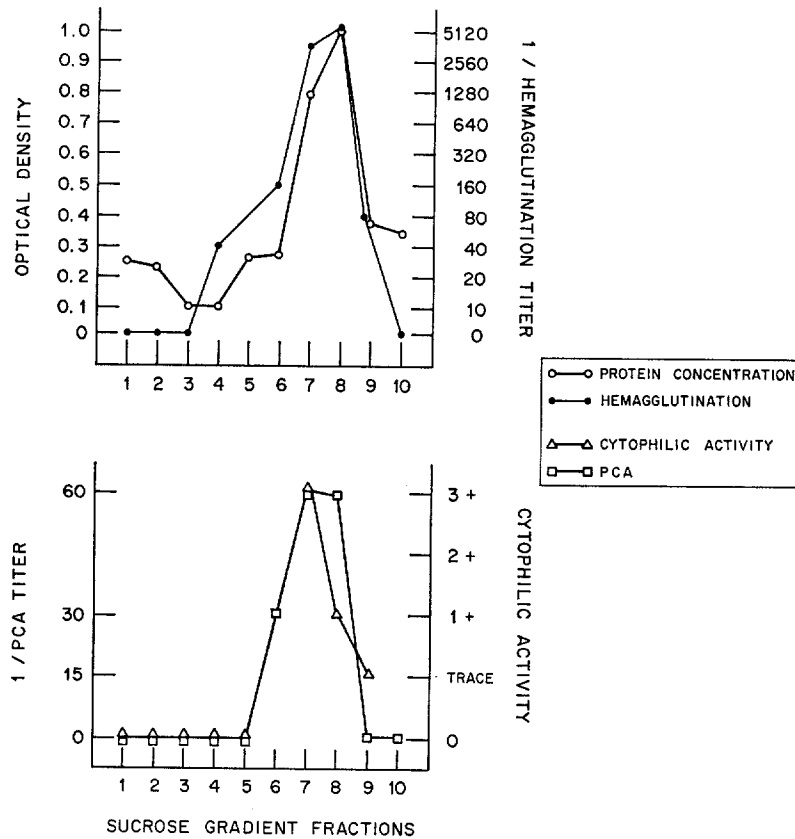 OPTICAL DENSITY
1.0
0.9
0.8
0.7
0.6
0.5
0.4
0.3
0.2
0.1
0
5120
2560
1280
640
320
160
80
40
20
10
0
1 / HEMAGGLUTINATION TITER
1 2 3 4 5 6 7 8 9 10
PROTEIN CONCENTRATION
HEMAGGLUTINATION
CYTOPHILIC ACTIVITY
PCA
1 / PCA TITER
60
30
15
0
3 +
2 +
1 +
TRACE
0
CYTOPHILIC ACTIVITY
1 2 3 4 5 6 7 8 9 10
SUCROSE GRADIENT FRACTIONS